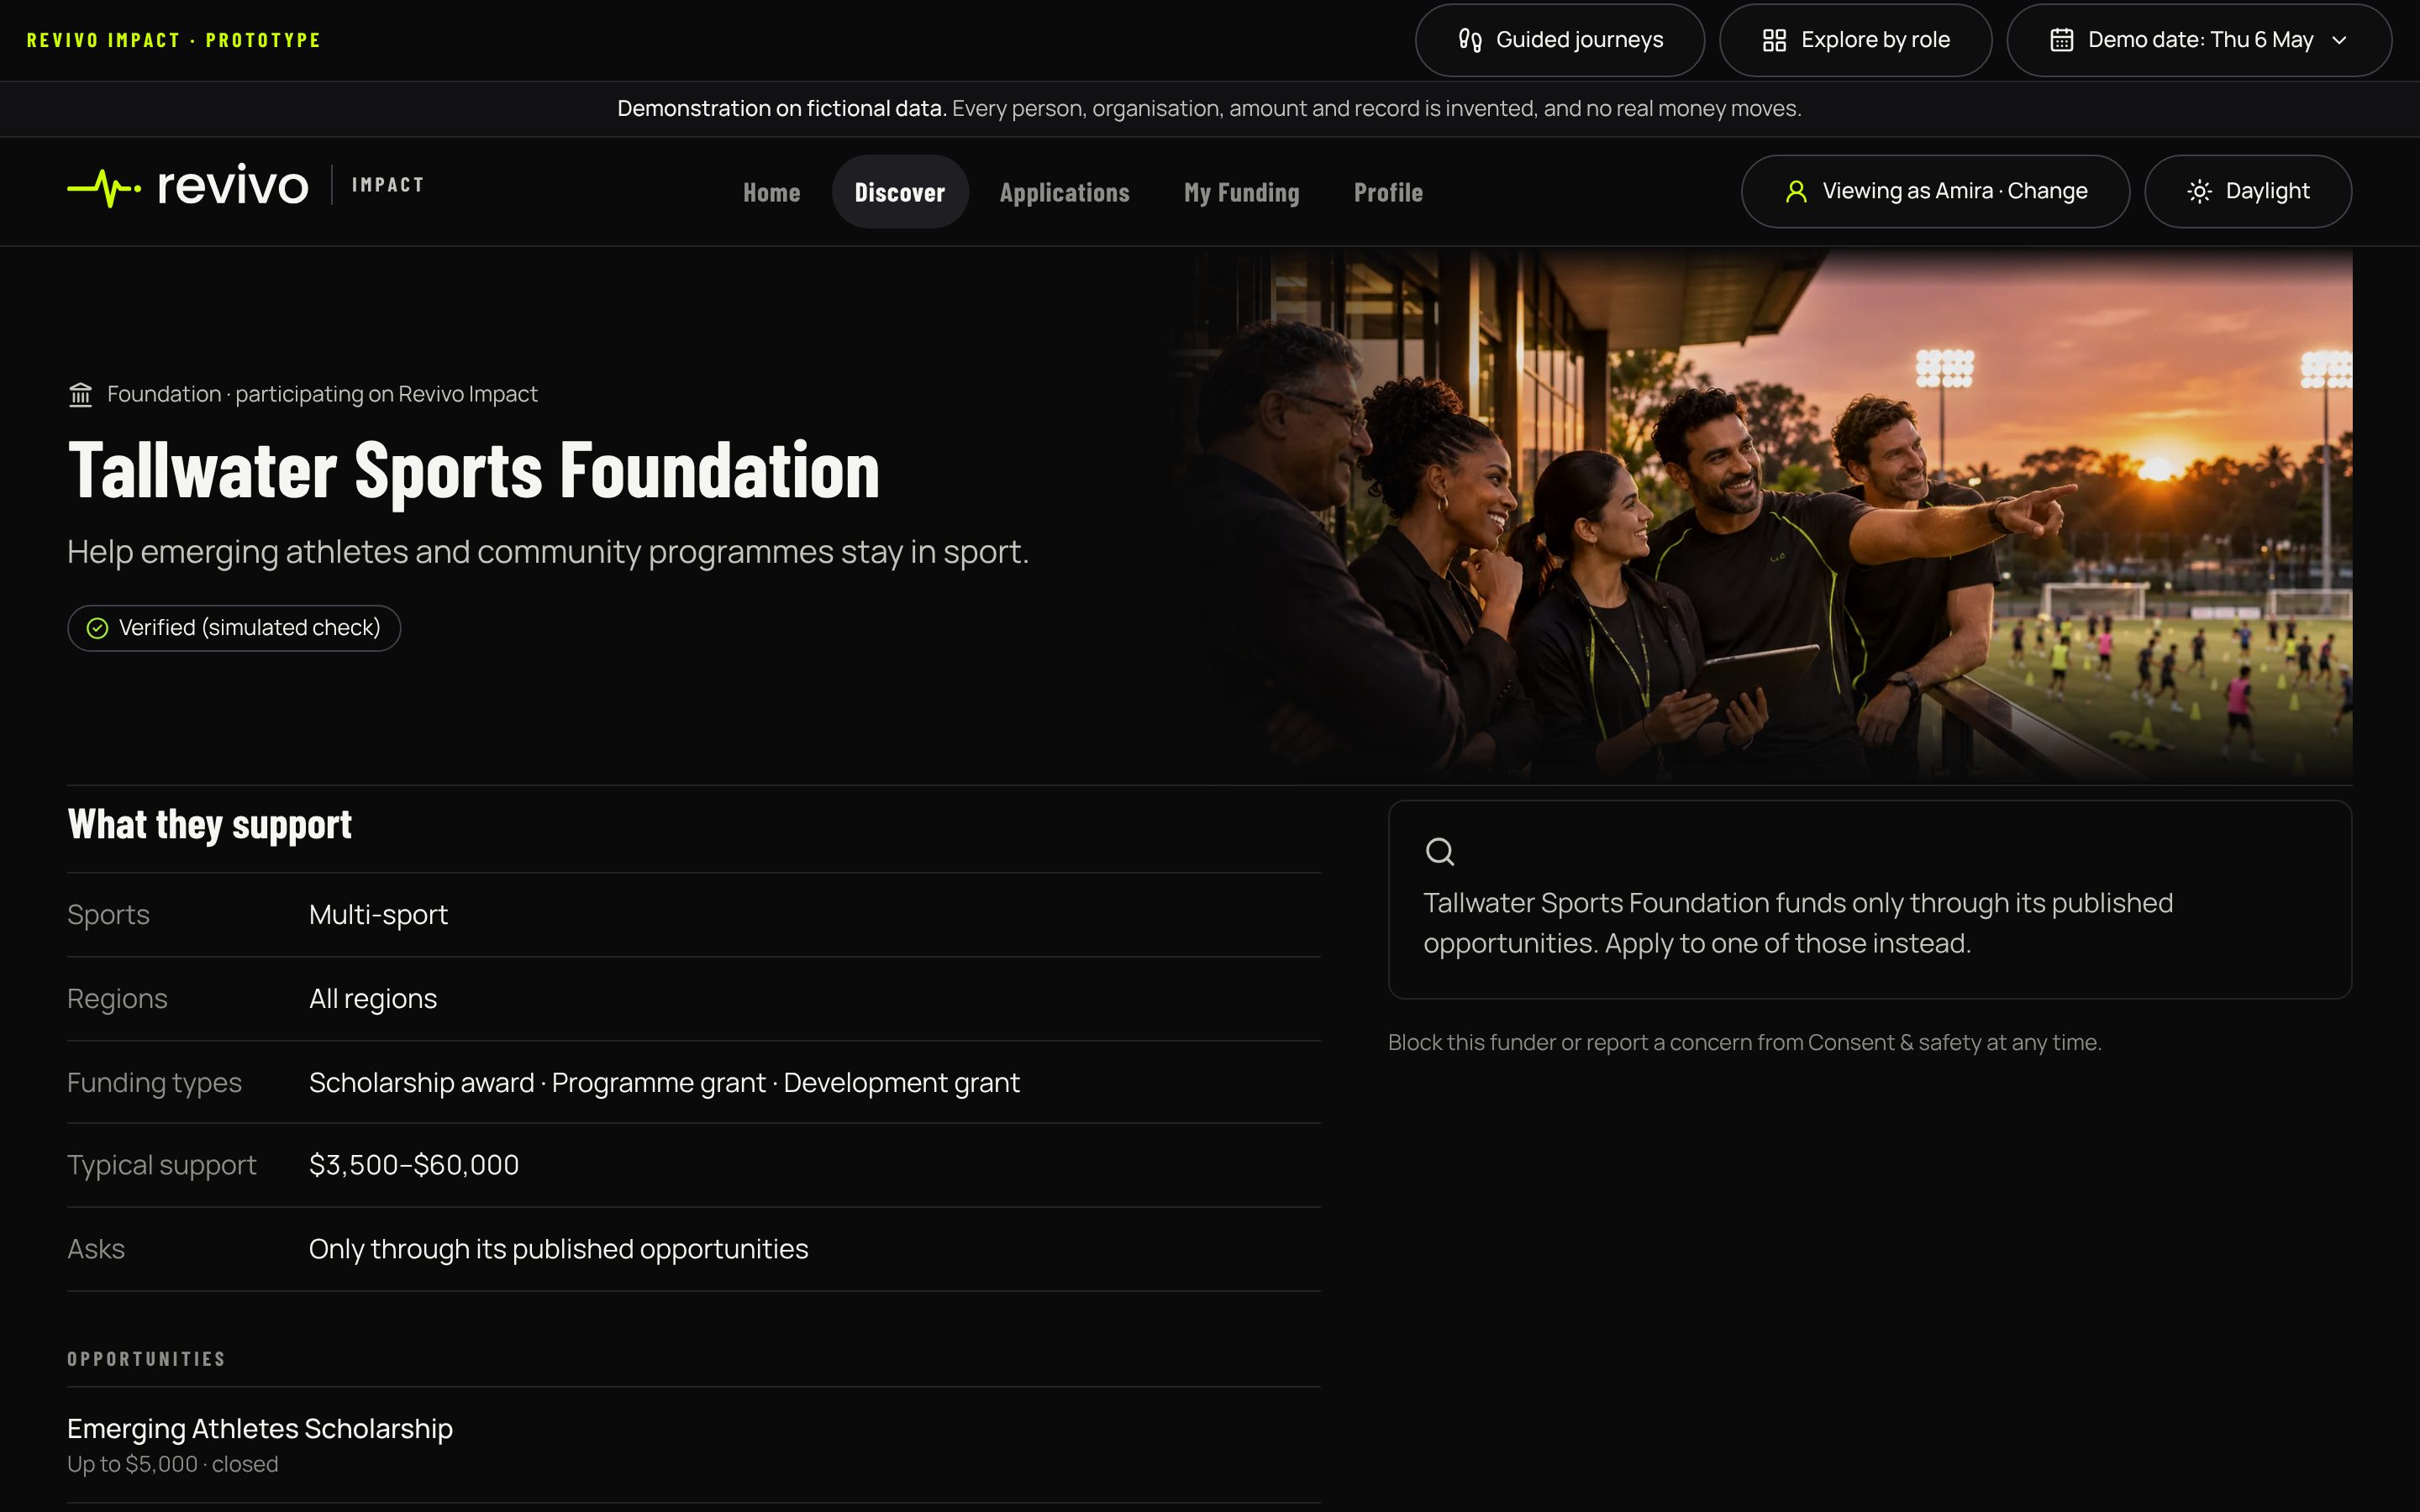 REVIVO IMPACT · PROTOTYPE
Guided journeys
Explore by role
Demo date: Thu 6 May
Demonstration on fictional data. Every person, organisation, amount and record is invented, and no real money moves.
revivo
IMPACT
Home
Discover
Applications
My Funding
Profile
Viewing as Amira · Change
Daylight
Foundation · participating on Revivo Impact
Tallwater Sports Foundation
Help emerging athletes and community programmes stay in sport.
Verified (simulated check)
What they support
Sports Multi-sport
Regions All regions
Funding types Scholarship award · Programme grant · Development grant
Typical support $3,500–$60,000
Asks Only through its published opportunities
OPPORTUNITIES
Emerging Athletes Scholarship
Up to $5,000 · closed
Tallwater Sports Foundation funds only through its published
opportunities. Apply to one of those instead.
Block this funder or report a concern from Consent & safety at any time.